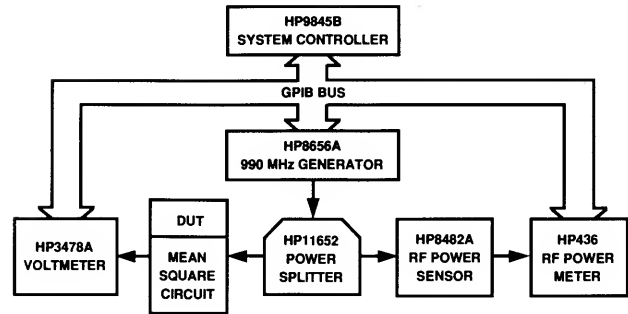 HP9845B
SYSTEM CONTROLLER
GPIB BUS
HP8656A
990 MHz GENERATOR
HP3478A
VOLTMETER
DUT
MEAN
SQUARE
CIRCUIT
HP11652
POWER
SPLITTER
HP8482A
RF POWER
SENSOR
HP436
RF POWER
METER